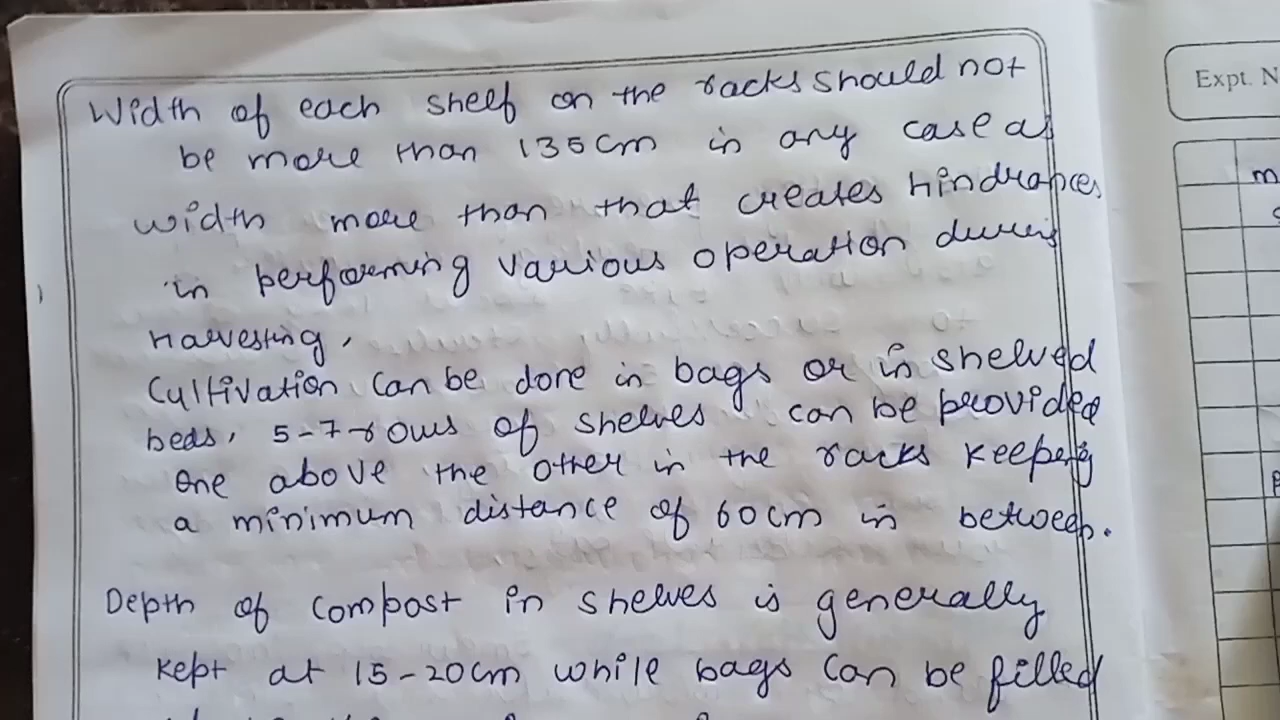 Width of each shelf on the racks should not
be more than 135cm in any case as
width more than that creates hindrances
in performing various operation during
harvesting.
Cultivation can be done in bags or in shelved
beds, 5-7 rows of shelves can be provided
one above the other in the racks keeping
a minimum distance of 60cm in between.
Depth of compost in shelves is generally
kept at 15-20cm while bags can be filled
Expt. N